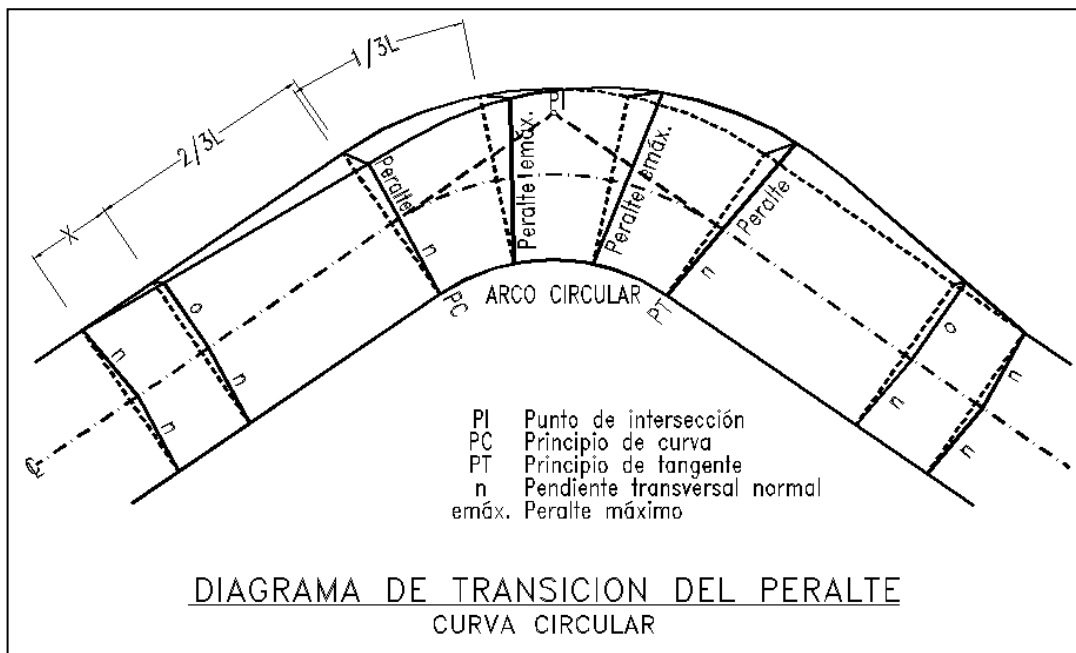 1/3L
2/3L
X
PI
Peralte
Peralte emáx.
Peralte emáx.
Peralte
n
n
n
o
n
n
o
n
n
n
PC
ARCO CIRCULAR
PT
℄
PI Punto de intersección
PC Principio de curva
PT Principio de tangente
n Pendiente transversal normal
emáx. Peralte máximo
DIAGRAMA DE TRANSICION DEL PERALTE
CURVA CIRCULAR